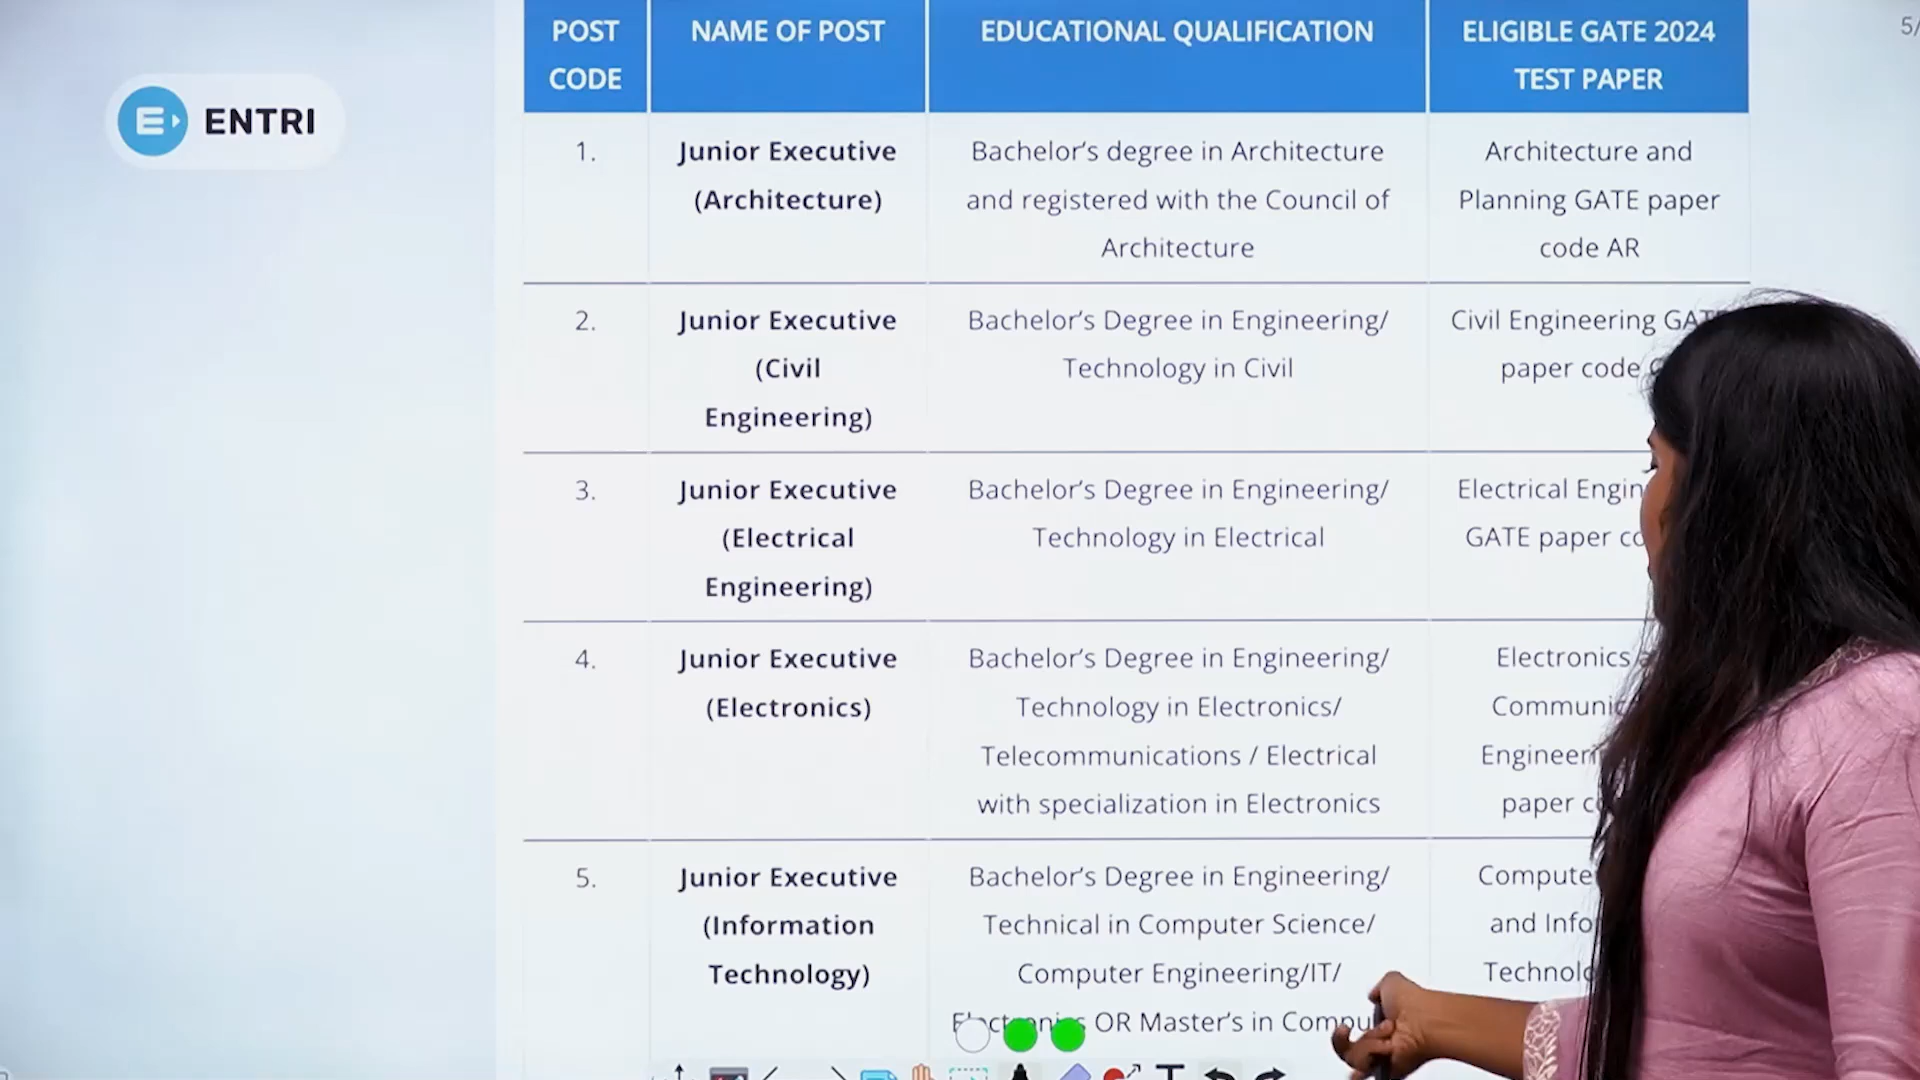 POST CODE
NAME OF POST
EDUCATIONAL QUALIFICATION
ELIGIBLE GATE 2024 TEST PAPER
5/
ENTRI
1.
Junior Executive
(Architecture)
Bachelor’s degree in Architecture
and registered with the Council of
Architecture
Architecture and
Planning GATE paper
code AR
2.
Junior Executive
(Civil
Engineering)
Bachelor’s Degree in Engineering/
Technology in Civil
Civil Engineering
paper code
3.
Junior Executive
(Electrical
Engineering)
Bachelor’s Degree in Engineering/
Technology in Electrical
Electrical
GATE paper
4.
Junior Executive
(Electronics)
Bachelor’s Degree in Engineering/
Technology in Electronics/
Telecommunications / Electrical
with specialization in Electronics
Electronics
paper
5.
Junior Executive
(Information
Technology)
Bachelor’s Degree in Engineering/
Technical in Computer Science/
Computer Engineering/IT/
OR Master’s in
and